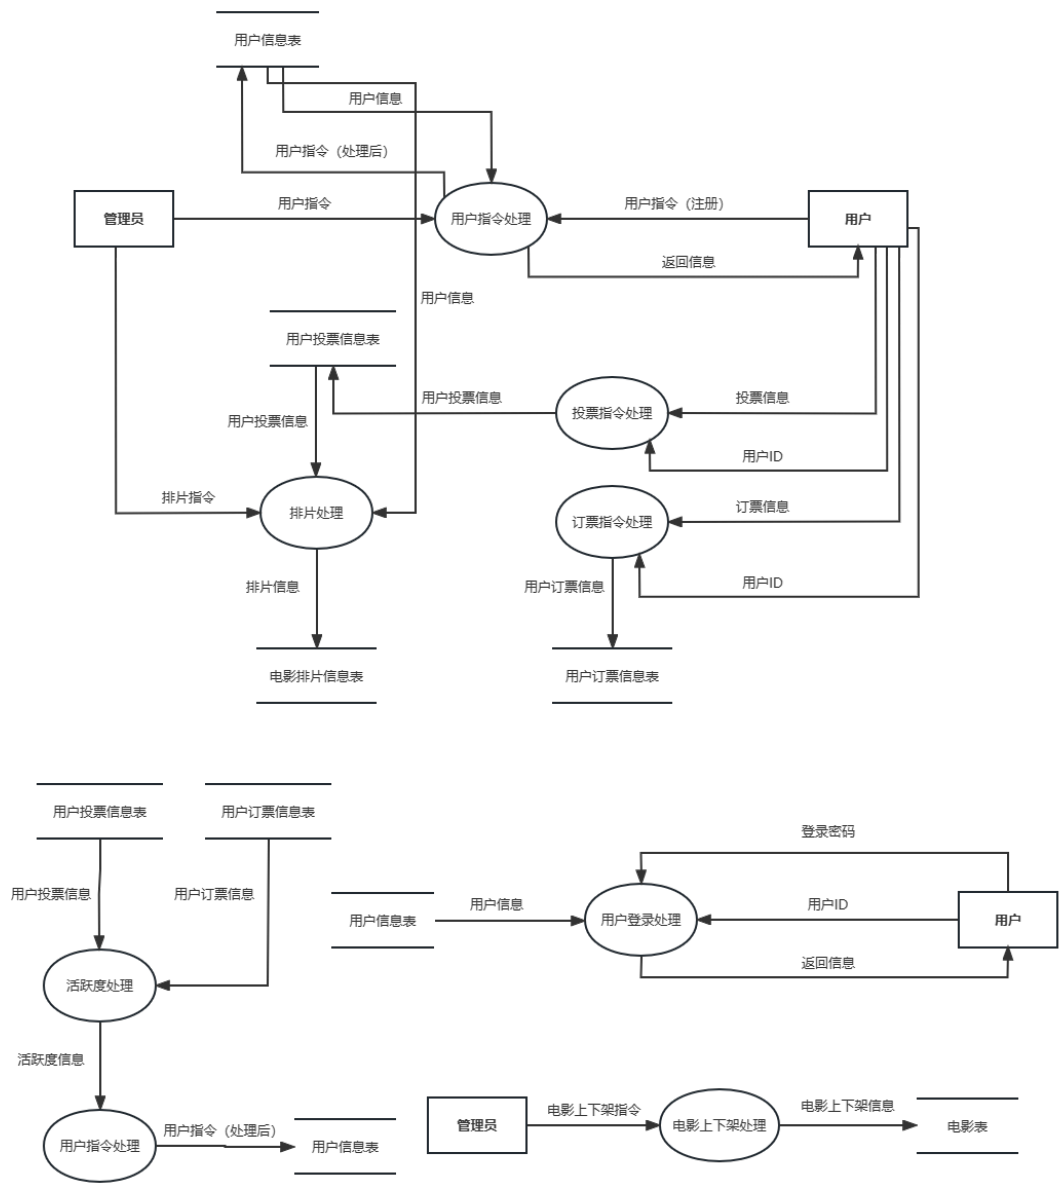 用户信息表
用户信息
用户指令（处理后）
管理员
用户指令
用户指令处理
用户指令（注册）
用户
返回信息
用户信息
用户投票信息表
用户投票信息
用户投票信息
投票指令处理
投票信息
用户ID
排片指令
排片处理
订票指令处理
订票信息
排片信息
用户订票信息
用户ID
电影排片信息表
用户订票信息表
用户投票信息表
用户订票信息表
登录密码
用户投票信息
用户订票信息
用户信息表
用户信息
用户登录处理
用户ID
用户
返回信息
活跃度处理
活跃度信息
用户指令处理
用户指令（处理后）
用户信息表
管理员
电影上下架指令
电影上下架处理
电影上下架信息
电影表